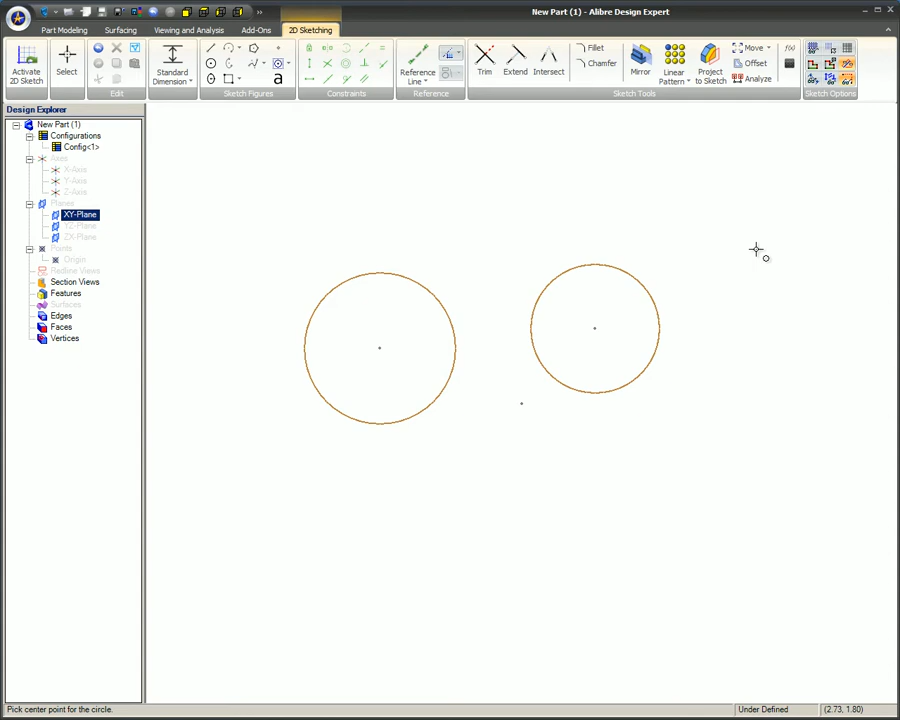 New Part (1) - Alibre Design Expert
Part Modeling
Surfacing
Viewing and Analysis
Add-Ons
2D Sketching
Activate
2D Sketch
Select
Edit
Standard
Dimension
Sketch Figures
Constraints
Reference
Line
Reference
Trim
Extend
Intersect
Fillet
Chamfer
Mirror
Linear
Pattern
Project
to Sketch
Move
Offset
Analyze
f(x)
Sketch Tools
Sketch Options
Design Explorer
New Part (1)
Configurations
Config<1>
Axes
X-Axis
Y-Axis
Z-Axis
Planes
XY-Plane
YZ-Plane
ZX-Plane
Points
Origin
Redline Views
Section Views
Features
Surfaces
Edges
Faces
Vertices
Pick center point for the circle.
Under Defined
(2.73, 1.80)